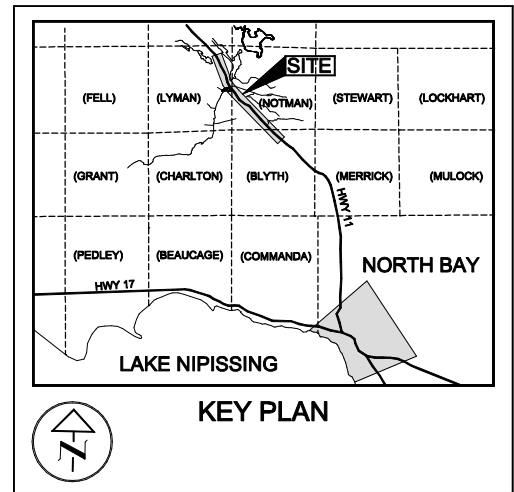 SITE
(FELL) (LYMAN) (NOTMAN) (STEWART) (LOCKHART)
(GRANT) (CHARLTON) (BLYTH) (MERRICK) (MULOCK)
HWY 11
(PEDLEY) (BEAUCAGE) (COMMANDA)
NORTH BAY
HWY 17
LAKE NIPISSING
KEY PLAN
N